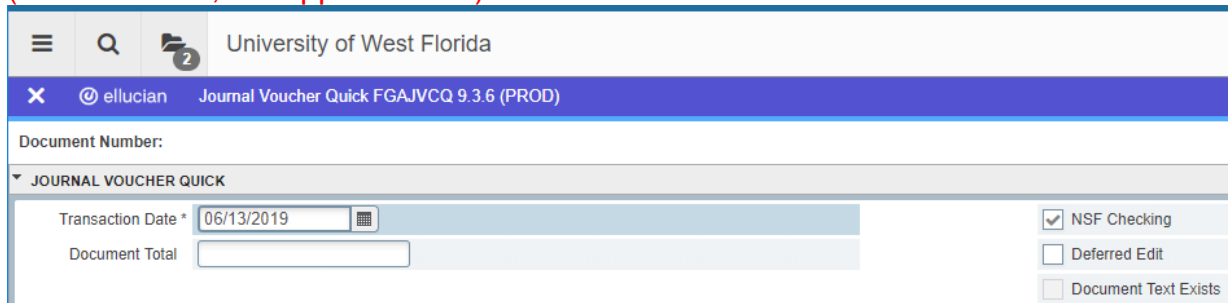 2 University of West Florida
ellucian Journal Voucher Quick FGAJVCQ 9.3.6 (PROD)
Document Number:
JOURNAL VOUCHER QUICK
Transaction Date * 06/13/2019
NSF Checking
Document Total
Deferred Edit
Document Text Exists